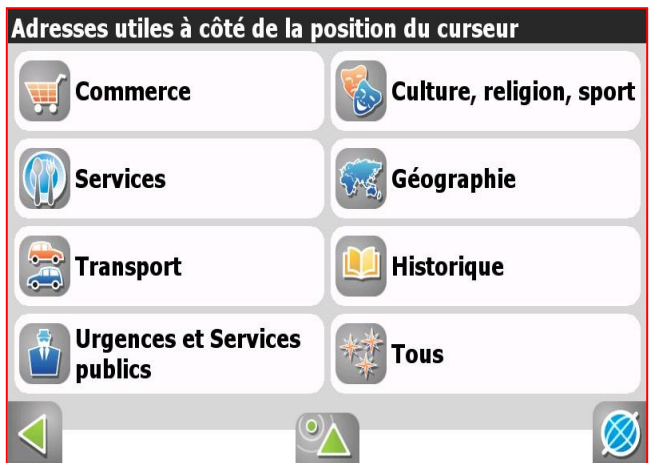 Adresses utiles à côté de la position du curseur
Commerce
Culture, religion, sport
Services
Géographie
Transport
Historique
Urgences et Services
publics
Tous